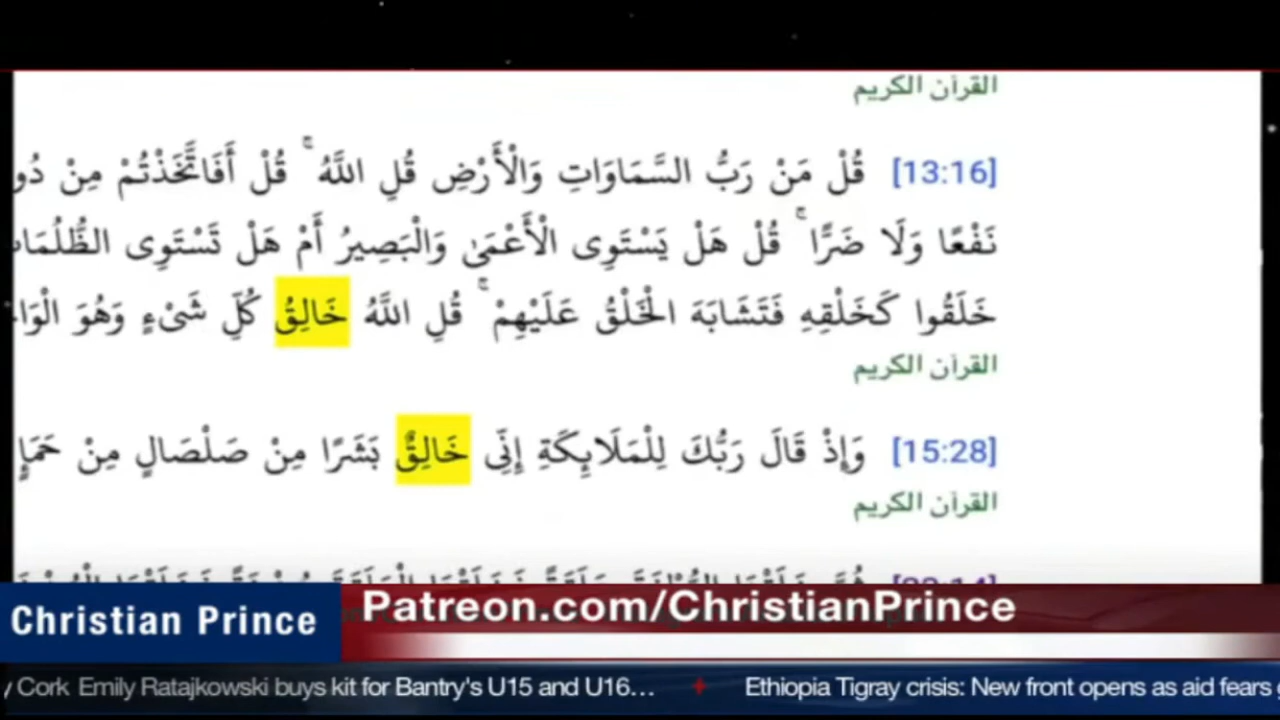 القرآن الكريم
[13:16] قُلْ مَنْ رَبُّ السَّمَاوَاتِ وَالْأَرْضِ قُلِ اللَّهُ ۚ قُلْ أَفَاتَّخَذْتُمْ مِنْ
نَفْعًا وَلَا ضَرًّا ۚ قُلْ هَلْ يَسْتَوِى الْأَعْمَىٰ وَالْبَصِيرُ أَمْ هَلْ تَسْتَوِى
خَلَقُوا كَخَلْقِهِ فَتَشَابَهَ الْخَلْقُ عَلَيْهِمْ ۚ قُلِ اللَّهُ خَالِقُ كُلِّ شَىْءٍ وَهُوَ
القرآن الكريم
[15:28] وَإِذْ قَالَ رَبُّكَ لِلْمَلَايِكَةِ إِنِّى خَالِقٌ بَشَرًا مِنْ صَلْصَالٍ مِنْ حَمَإٍ
القرآن الكريم
Christian Prince
Patreon.com/ChristianPrince
y Cork Emily Ratajkowski buys kit for Bantry's U15 and U16... Ethiopia Tigray crisis: New front opens as aid fears